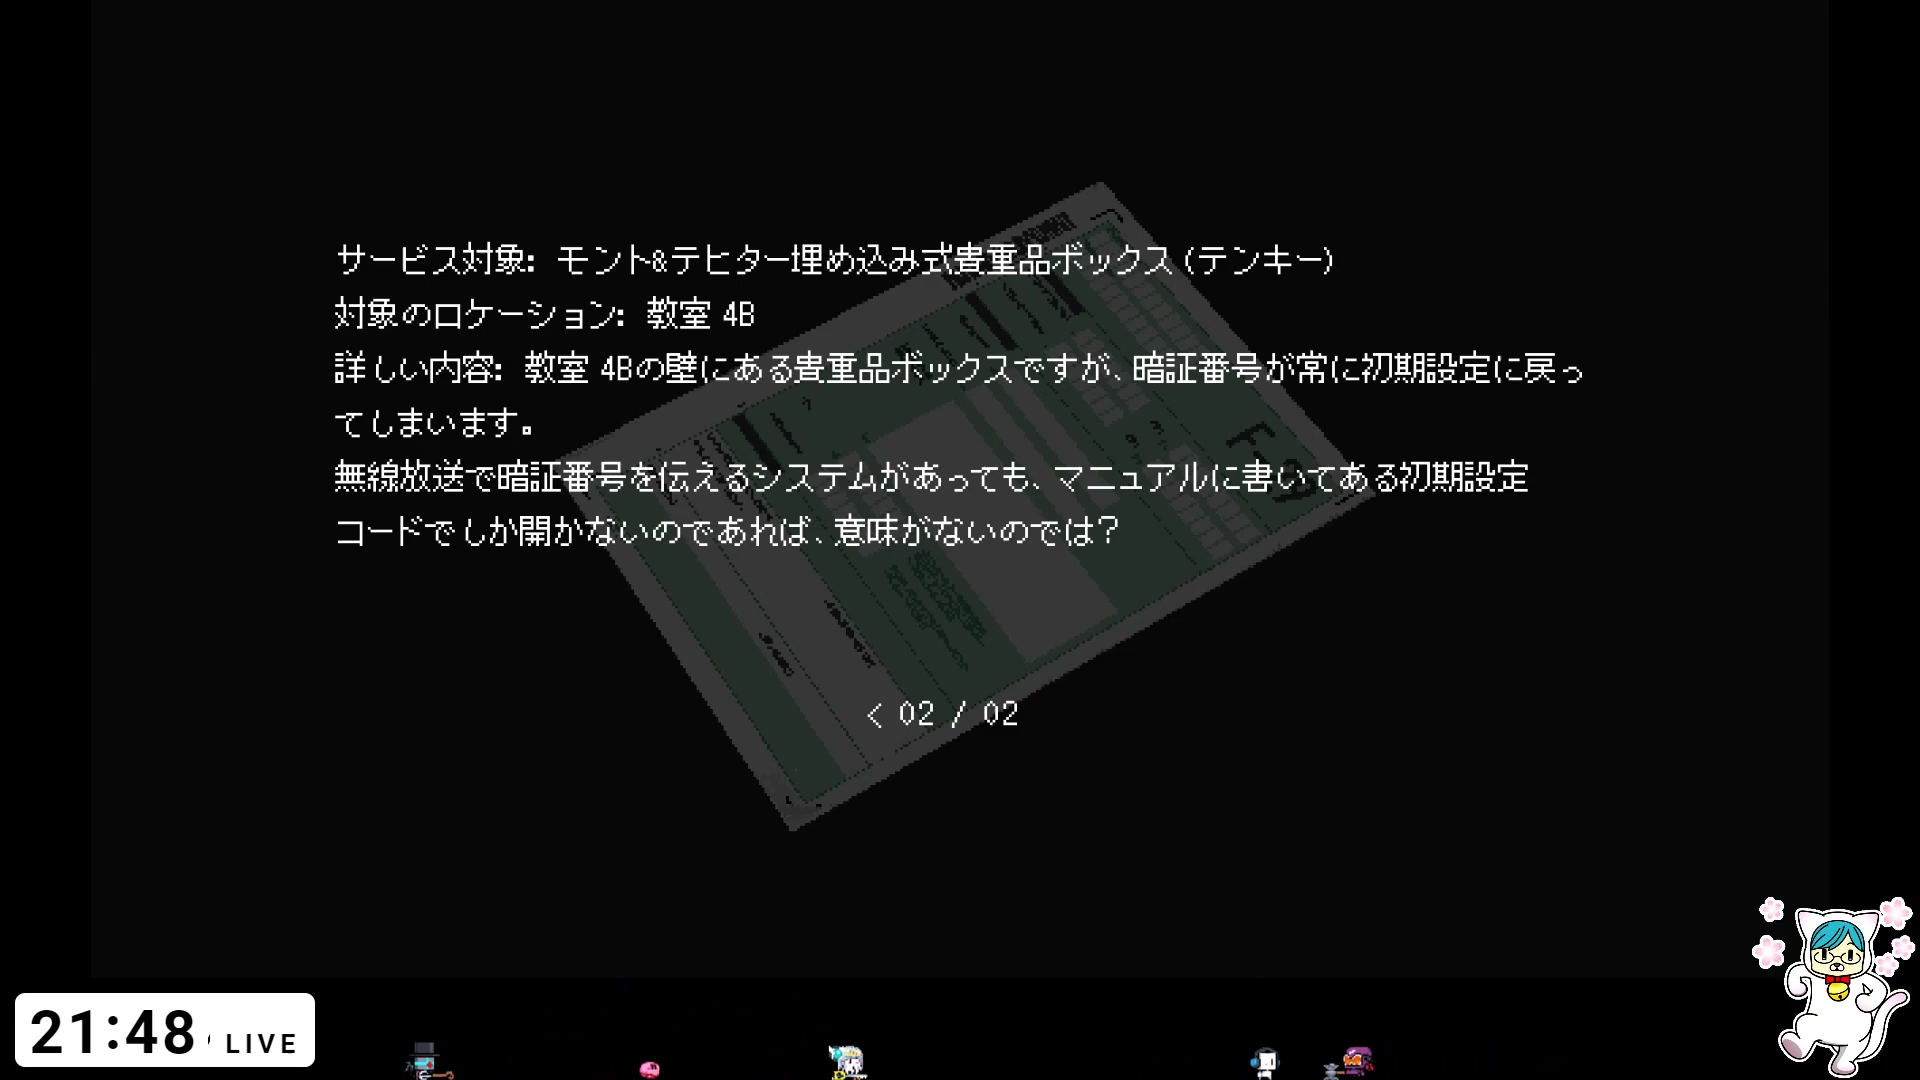 サービス対象: モント&テヒター埋め込み式貴重品ボックス (テンキー)
対象のロケーション: 教室 4B
詳しい内容: 教室 4Bの壁にある貴重品ボックスですが、暗証番号が常に初期設定に戻っ
てしまいます。
無線放送で暗証番号を伝えるシステムがあっても、マニュアルに書いてある初期設定
コードでしか開かないのであれば、意味がないのでは?
< 02 / 02
21:48 LIVE